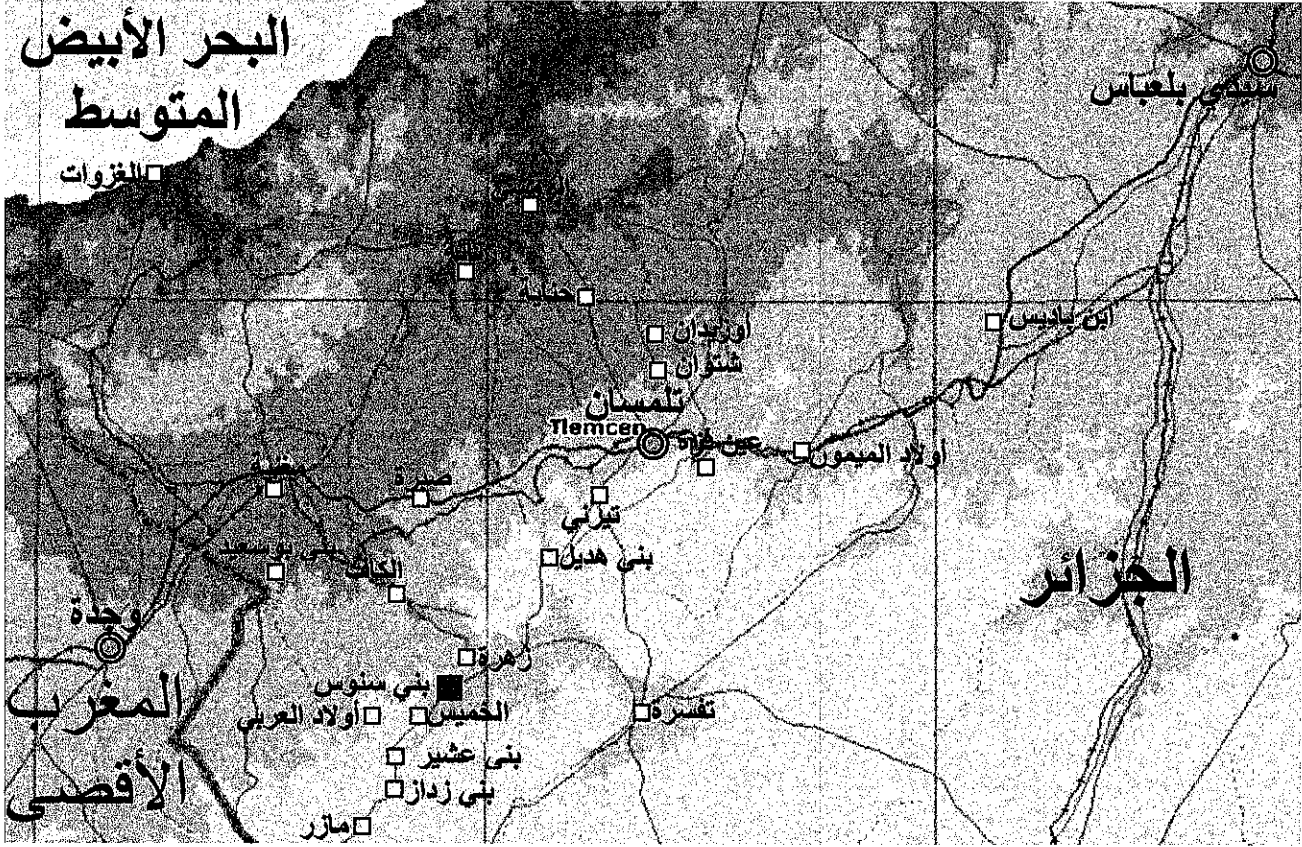 البحر الأبيض
المتوسط
سيدي بلعباس
الغزوات
حناية
أوزيدان
ابن باديس
شتوان
تلمسان
Tlemcen
عين فزة
أولاد الميمون
مغنية
صبرة
تيرني
بني بوسعيد
الكاف
بني هديل
الجزائر
وجدة
زهرة
بني سنوس
المغرب
الأقصى
أولاد العربي
الخميس
تفسرة
بني عشير
بني زداز
مازر